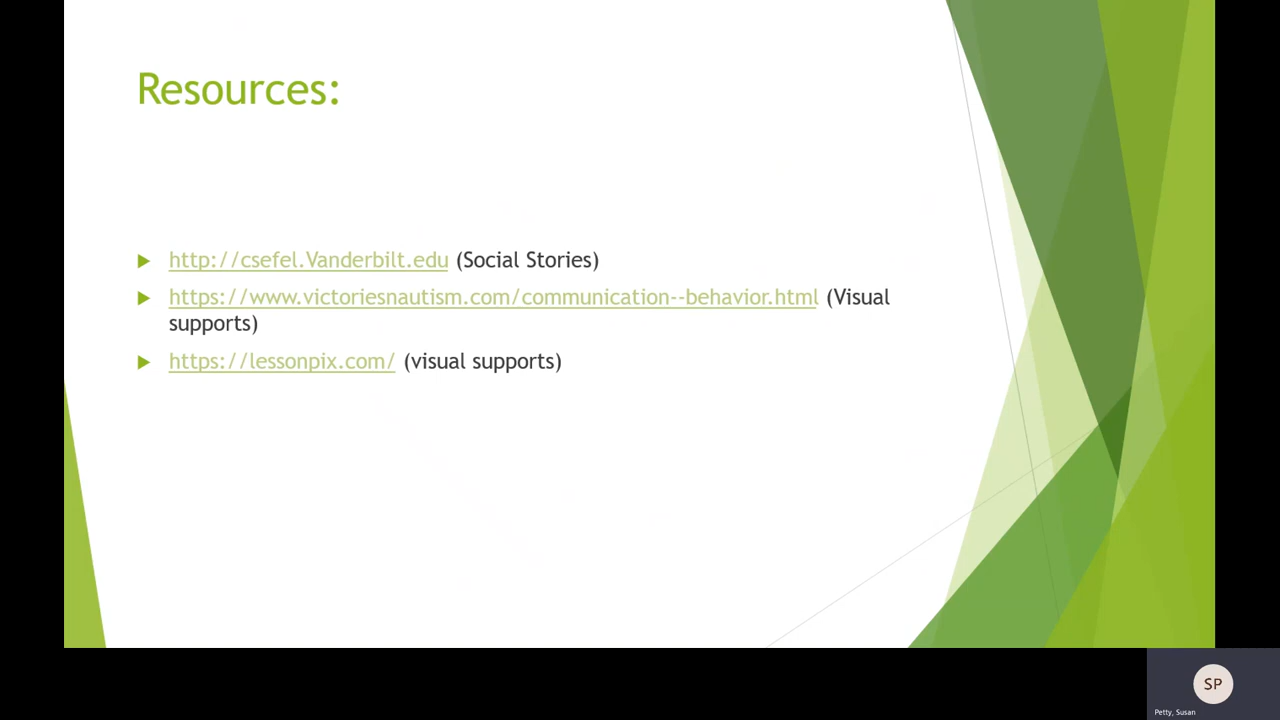 Resources:
http://csefel.Vanderbilt.edu (Social Stories)
https://www.victoriesnautism.com/communication--behavior.html (Visual
supports)
https://lessonpix.com/ (visual supports)
SP
Petty, Susan